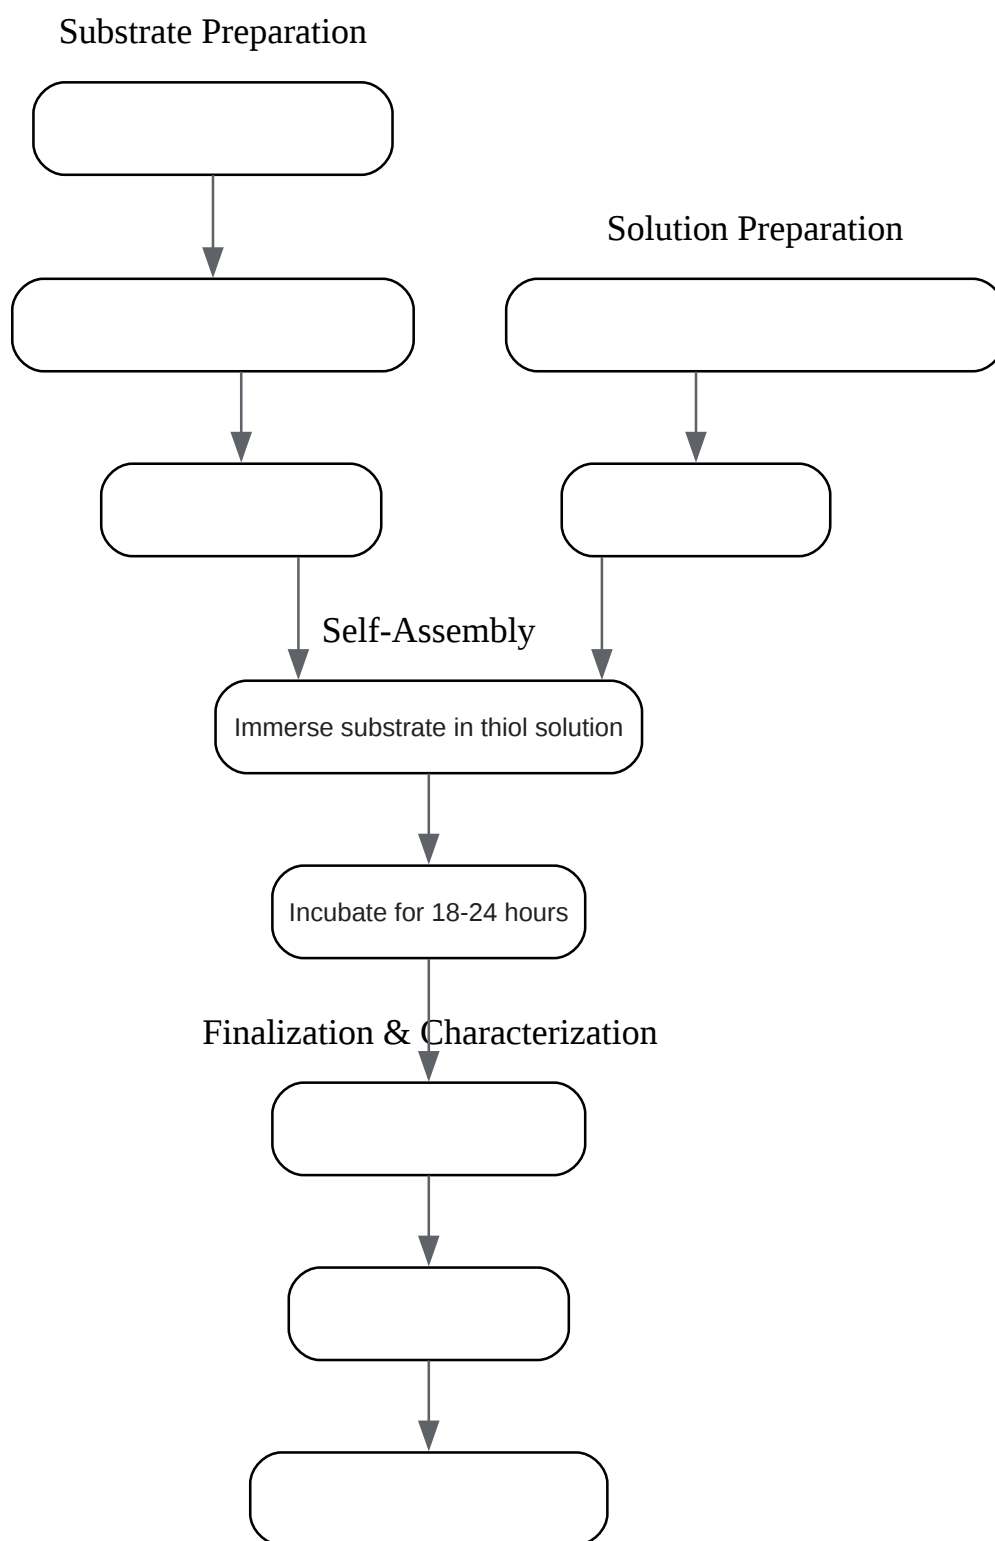 Substrate Preparation
Solution Preparation
Self-Assembly
Immerse substrate in thiol solution
Incubate for 18-24 hours
Finalization & Characterization